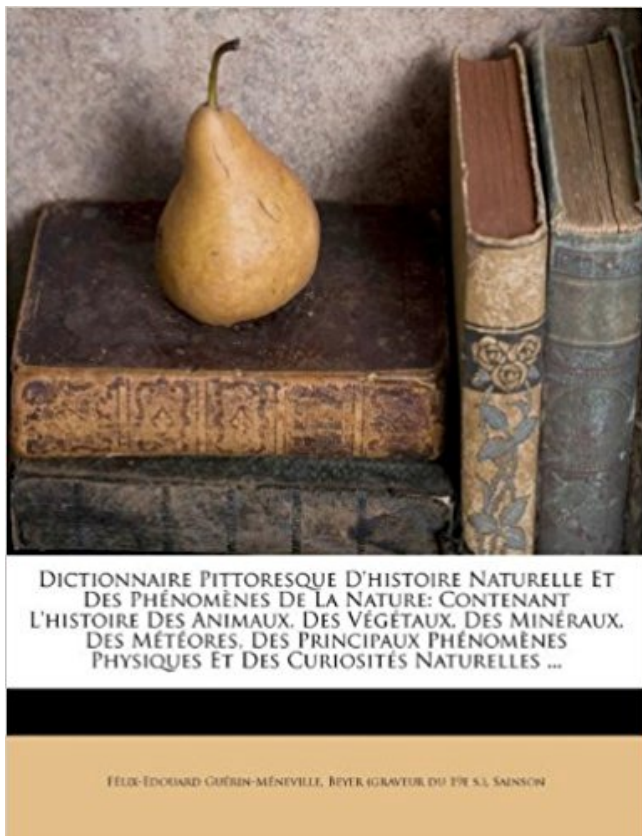 Dictionnaire Pittoresque D'histoire Naturelle Et
Des Phénomènes De La Nature: Contenant
L'histoire Des Animaux, Des Végétaux, Des Minéraux,
Des Météores, Des Principaux Phénomènes
Physiques Et Des Curiosités Naturelles ...
Félix-Edouard Guérin-Méneville, Beyer (graveur du 19e s.), Sainson